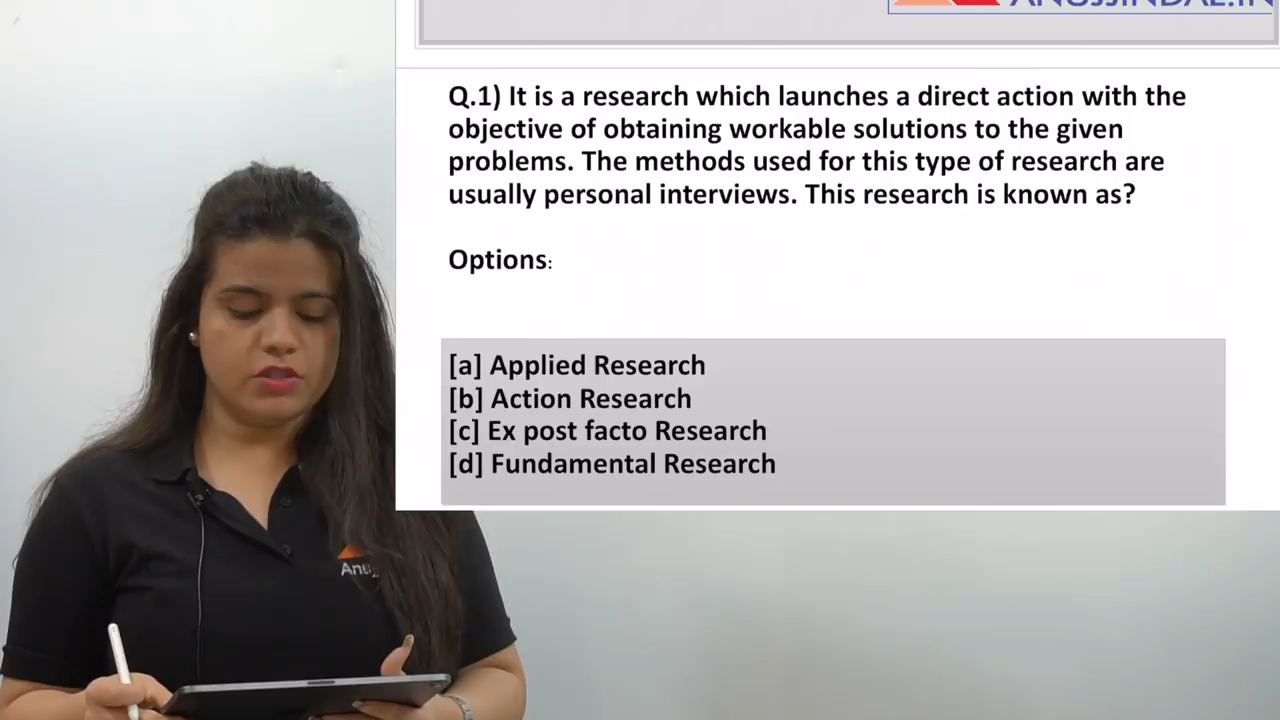 ANUJJINDAL.IN
Q.1) It is a research which launches a direct action with the
objective of obtaining workable solutions to the given
problems. The methods used for this type of research are
usually personal interviews. This research is known as?
Options:
[a] Applied Research
[b] Action Research
[c] Ex post facto Research
[d] Fundamental Research